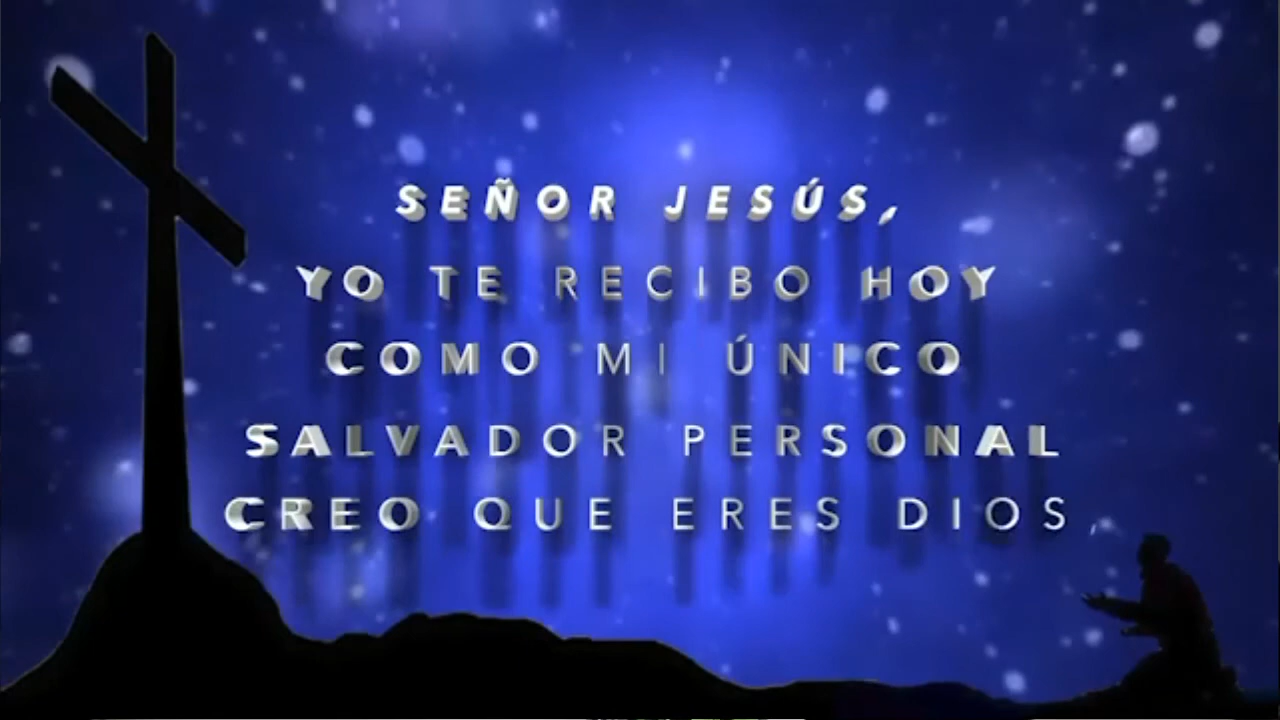 SEÑOR JESÚS,
YO TE RECIBO HOY
COMO MI ÚNICO
SALVADOR PERSONAL
CREO QUE ERES DIOS,